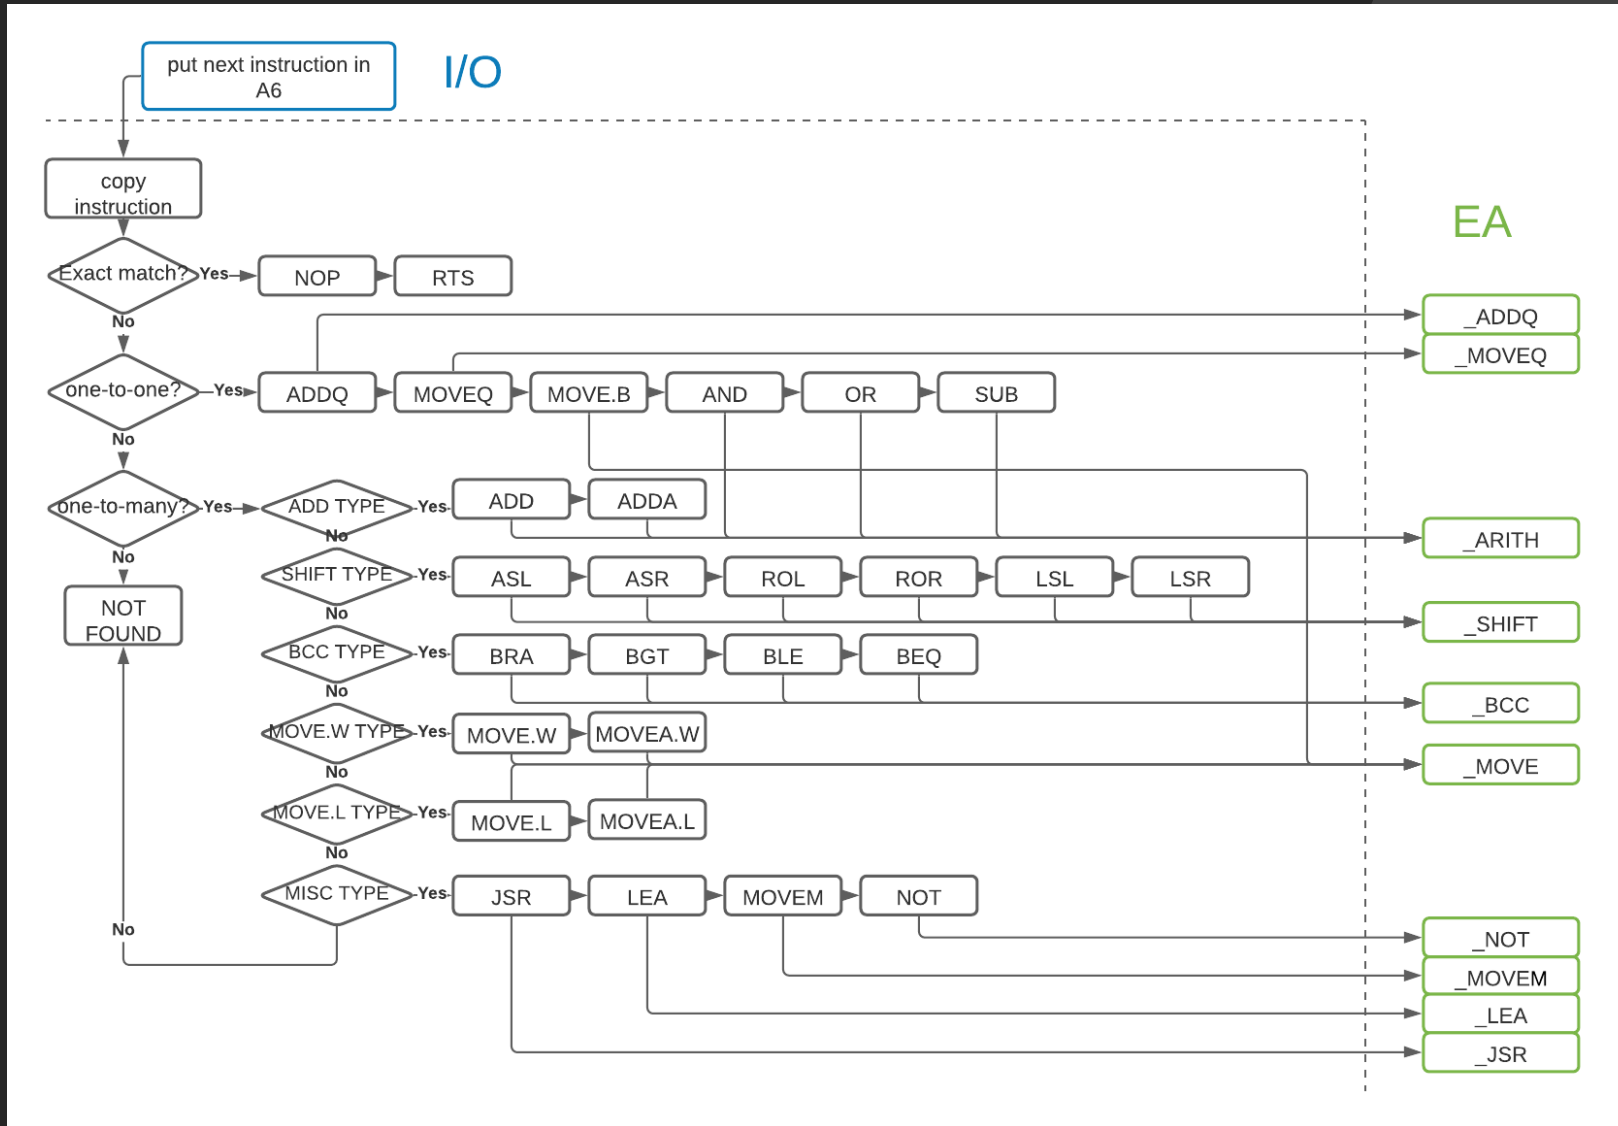 put next instruction in
A6
I/O
copy
instruction
EA
Exact match?
Yes
NOP
RTS
No
_ADDQ
_MOVEQ
one-to-one?
Yes
ADDQ
MOVEQ
MOVE.B
AND
OR
SUB
No
one-to-many?
Yes
ADD TYPE
Yes
ADD
ADDA
No
_ARITH
No
SHIFT TYPE
Yes
ASL
ASR
ROL
ROR
LSL
LSR
NOT
FOUND
No
_SHIFT
BCC TYPE
Yes
BRA
BGT
BLE
BEQ
No
_BCC
MOVE.W TYPE
Yes
MOVE.W
MOVEA.W
No
_MOVE
MOVE.L TYPE
Yes
MOVE.L
MOVEA.L
No
MISC TYPE
Yes
JSR
LEA
MOVEM
NOT
No
_NOT
_MOVEM
_LEA
_JSR